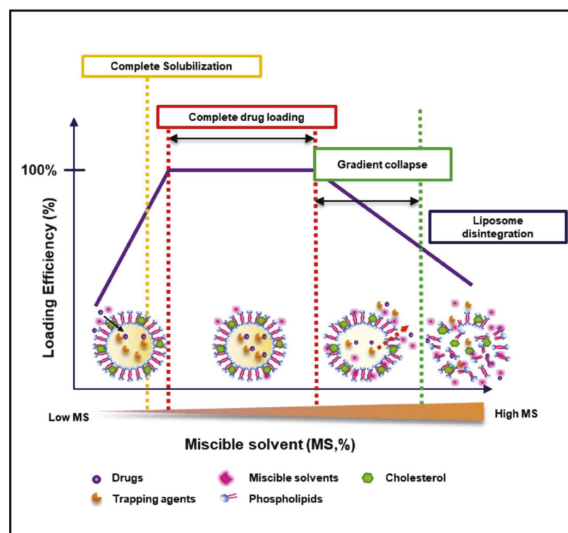 Complete Solubilization
Complete drug loading
100%
Gradient collapse
Liposome
disintegration
Loading Efficiency (%)
Low MS
High MS
Miscible solvent (MS,%)
Drugs
Miscible solvents
Cholesterol
Trapping agents
Phospholipids